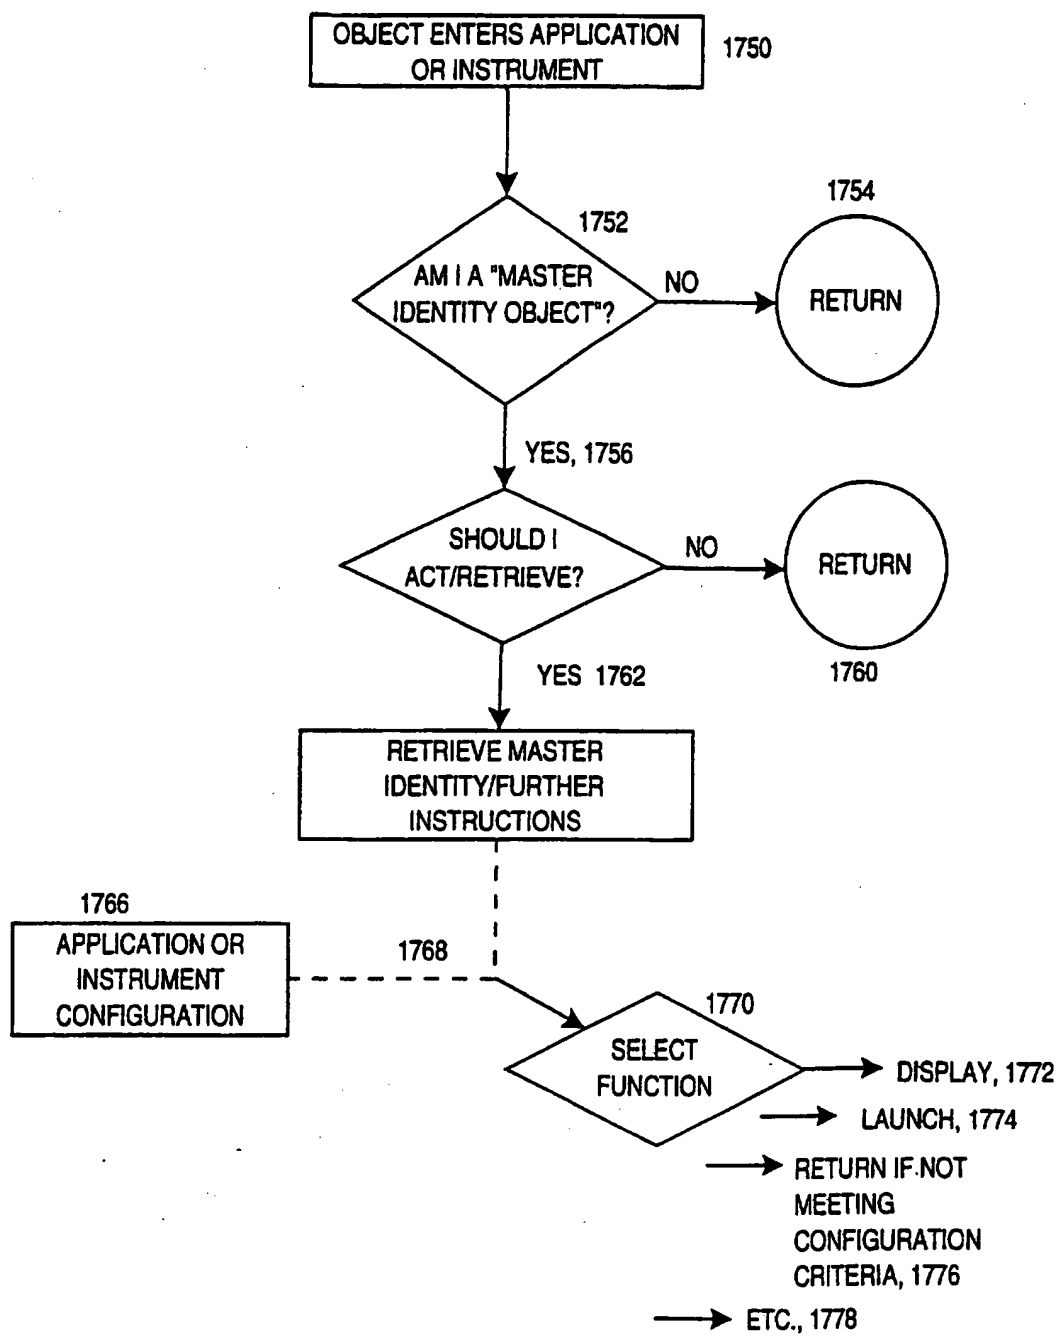 OBJECT ENTERS APPLICATION
OR INSTRUMENT
1750
1754
1752
AM I A "MASTER
IDENTITY OBJECT"?
NO
RETURN
YES, 1756
SHOULD I
ACT/RETRIEVE?
NO
RETURN
1760
YES 1762
RETRIEVE MASTER
IDENTITY/FURTHER
INSTRUCTIONS
1766
APPLICATION OR
INSTRUMENT
CONFIGURATION
1768
1770
SELECT
FUNCTION
DISPLAY, 1772
LAUNCH, 1774
RETURN IF NOT
MEETING
CONFIGURATION
CRITERIA, 1776
ETC., 1778